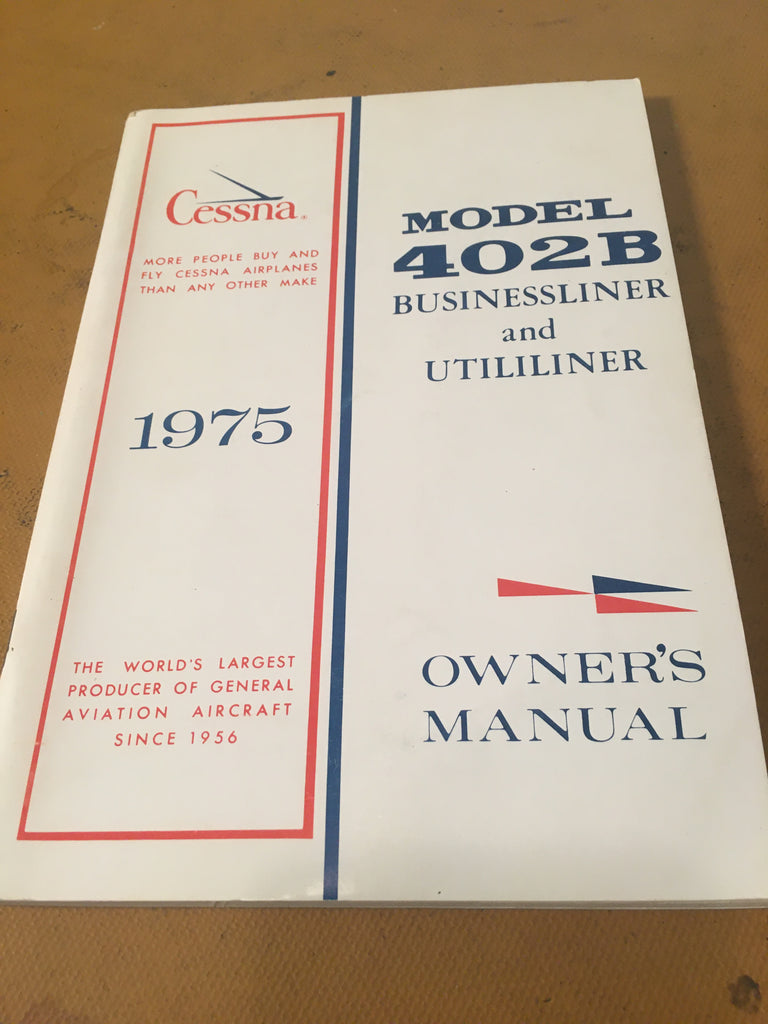 Cessna®
MORE PEOPLE BUY AND
FLY CESSNA AIRPLANES
THAN ANY OTHER MAKE
1975
THE WORLD'S LARGEST
PRODUCER OF GENERAL
AVIATION AIRCRAFT
SINCE 1956
MODEL
402B
BUSINESSLINER
and
UTILILINER
OWNER'S
MANUAL